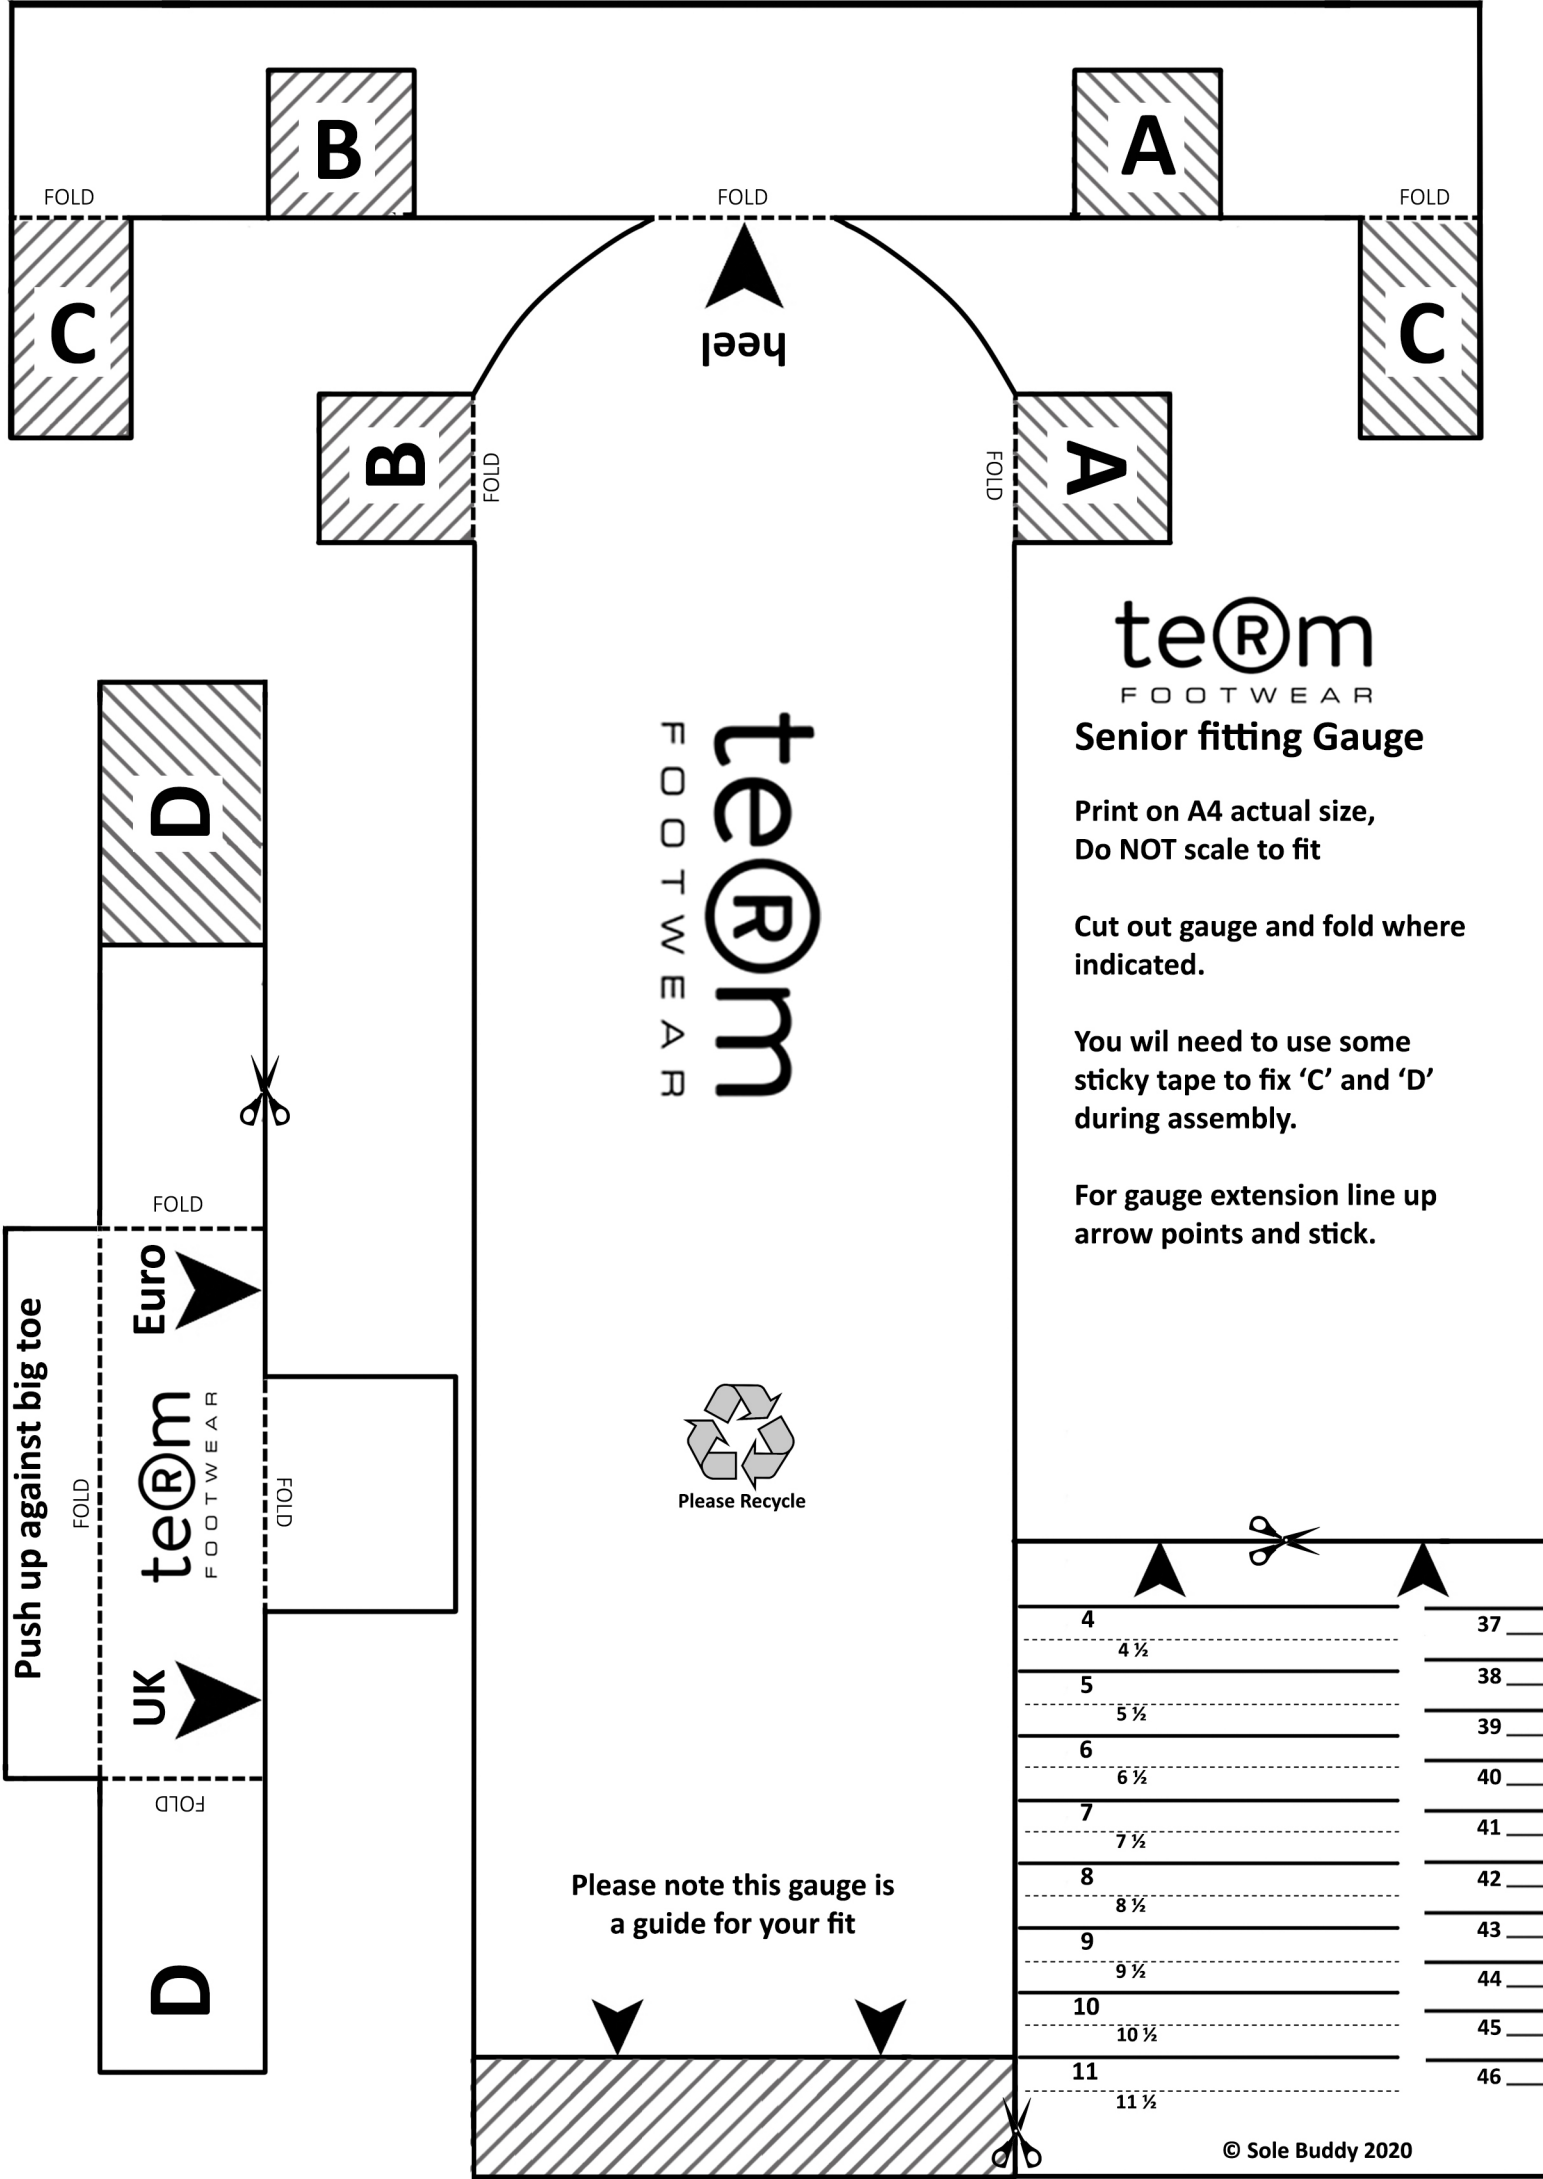 B
A
FOLD
FOLD
FOLD
C
C
heel
B
FOLD
FOLD
A
te®m
FOOTWEAR
Senior fitting Gauge
Print on A4 actual size,
Do NOT scale to fit
Cut out gauge and fold where
indicated.
You wil need to use some
sticky tape to fix ‘C’ and ‘D’
during assembly.
For gauge extension line up
arrow points and stick.
te®m
FOOTWEAR
D
FOLD
Euro
Push up against big toe
FOLD
te®m
FOOTWEAR
FOLD
UK
FOLD
D
Please Recycle
Please note this gauge is
a guide for your fit
4
4 ½
5
5 ½
6
6 ½
7
7 ½
8
8 ½
9
9 ½
10
10 ½
11
11 ½
37
38
39
40
41
42
43
44
45
46
© Sole Buddy 2020